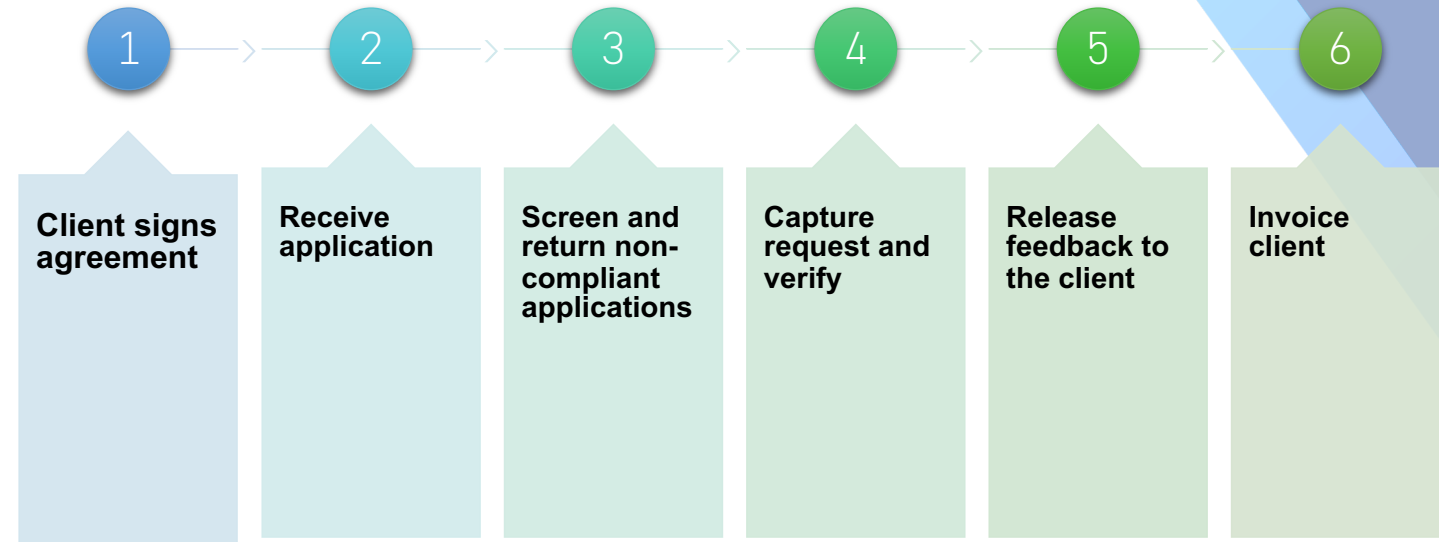 1
2
3
4
5
6
Client signs
agreement
Receive
application
Screen and
return non-
compliant
applications
Capture
request and
verify
Release
feedback to
the client
Invoice
client